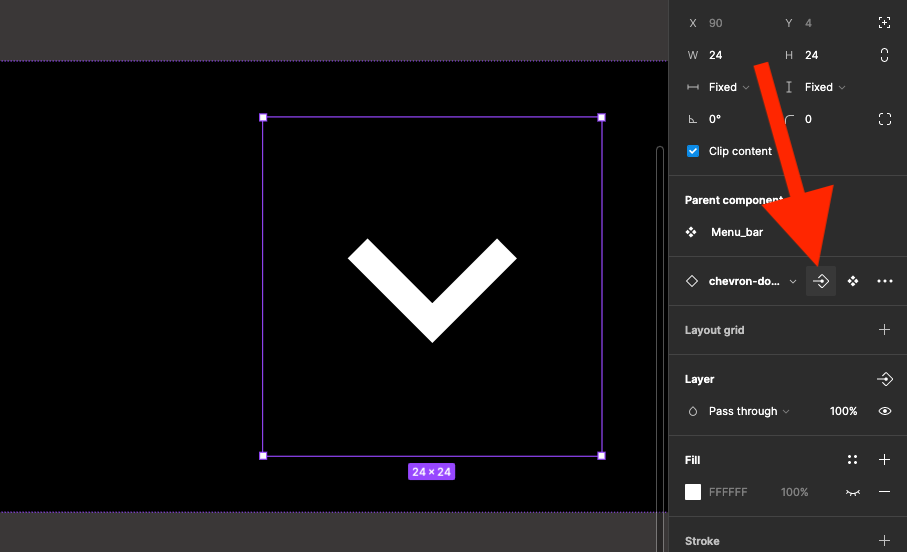 X 90 Y 4
W 24 H 24
Fixed Fixed
0° 0
Clip content
Parent component
Menu_bar
chevron-do...
Layout grid
Layer
Pass through 100%
Fill
FFFFFF 100%
Stroke
24 × 24